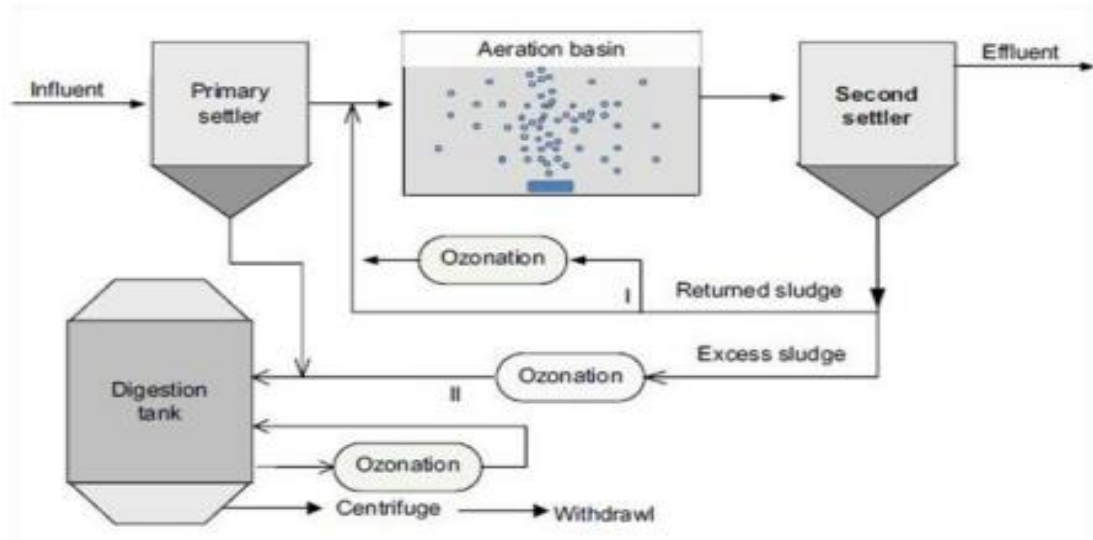 Aeration basin
Effluent
Influent
Primary
settler
Second
settler
Ozonation
I
Returned sludge
Excess sludge
Ozonation
II
Digestion
tank
Ozonation
Centrifuge
Withdrawl